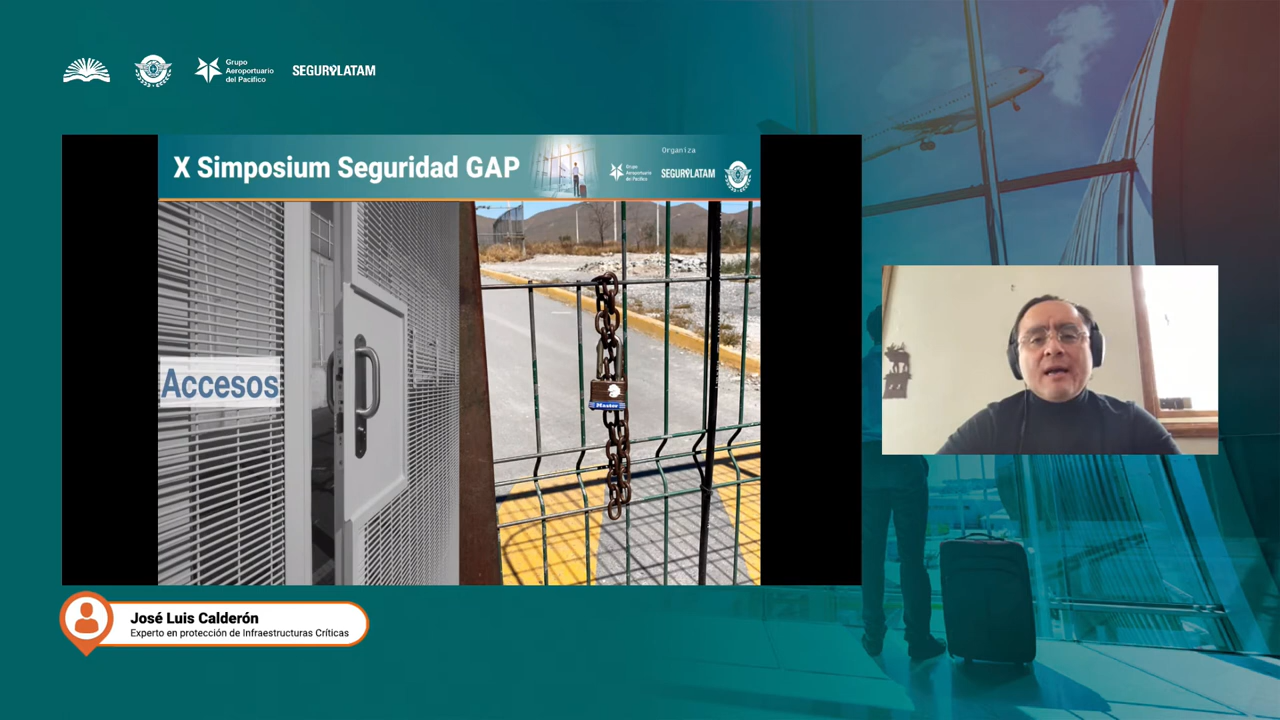 Grupo
Aeroportuario
del Pacífico
SEGURYLATAM
X Simposium Seguridad GAP
Organiza
Grupo
Aeroportuario
del Pacífico
SEGURYLATAM
Accesos
Master
José Luis Calderón
Experto en protección de Infraestructuras Críticas